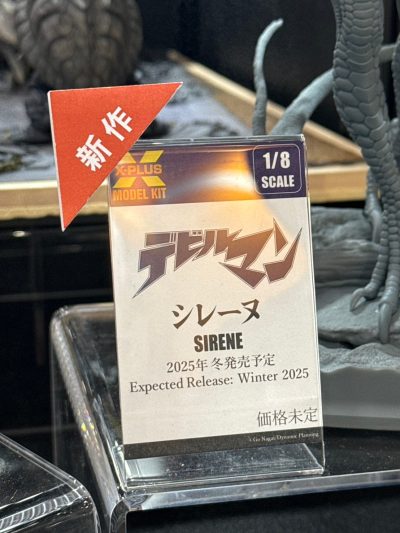 新作
X-PLUS
MODEL KIT
1/8
SCALE
デビルマン
シレーヌ
SIRENE
2025年 冬発売予定
Expected Release: Winter 2025
価格未定
© Go Nagai/Dynamic Planning